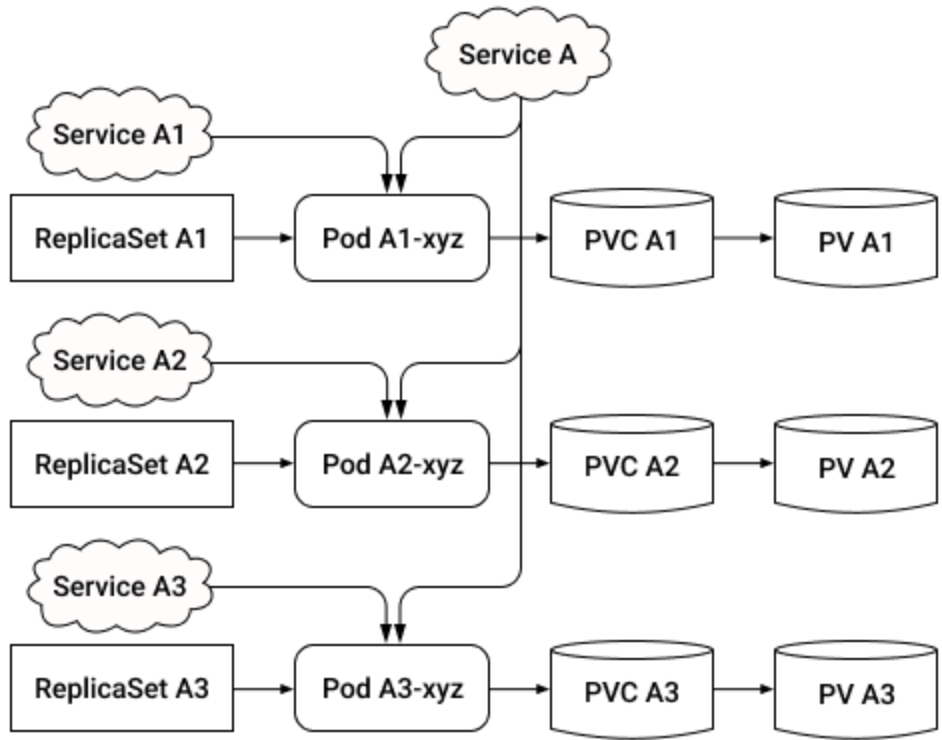 Service A
Service A1
ReplicaSet A1
Pod A1-xyz
PVC A1
PV A1
Service A2
ReplicaSet A2
Pod A2-xyz
PVC A2
PV A2
Service A3
ReplicaSet A3
Pod A3-xyz
PVC A3
PV A3